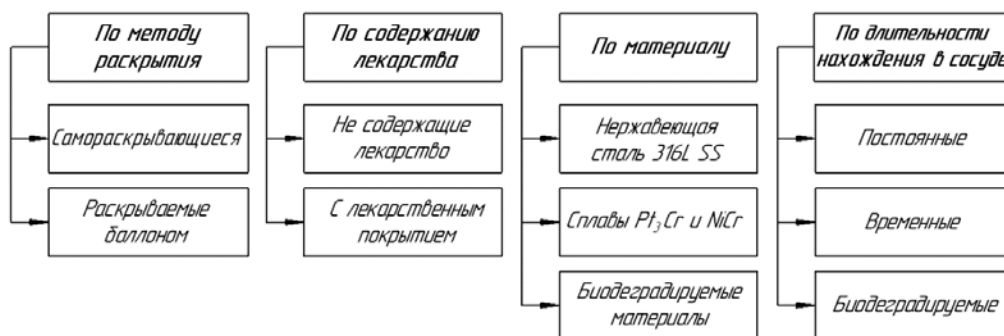 По методу
раскрытия
Самораскрывающиеся
Раскрываемые
баллоном
По содержанию
лекарства
Не содержащие
лекарство
С лекарственным
покрытием
По материалу
Нержавеющая
сталь 316L SS
Сплавы Pt₃Cr и NiCr
Биодеградируемые
материалы
По длительности
нахождения в сосуде
Постоянные
Временные
Биодеградируемые